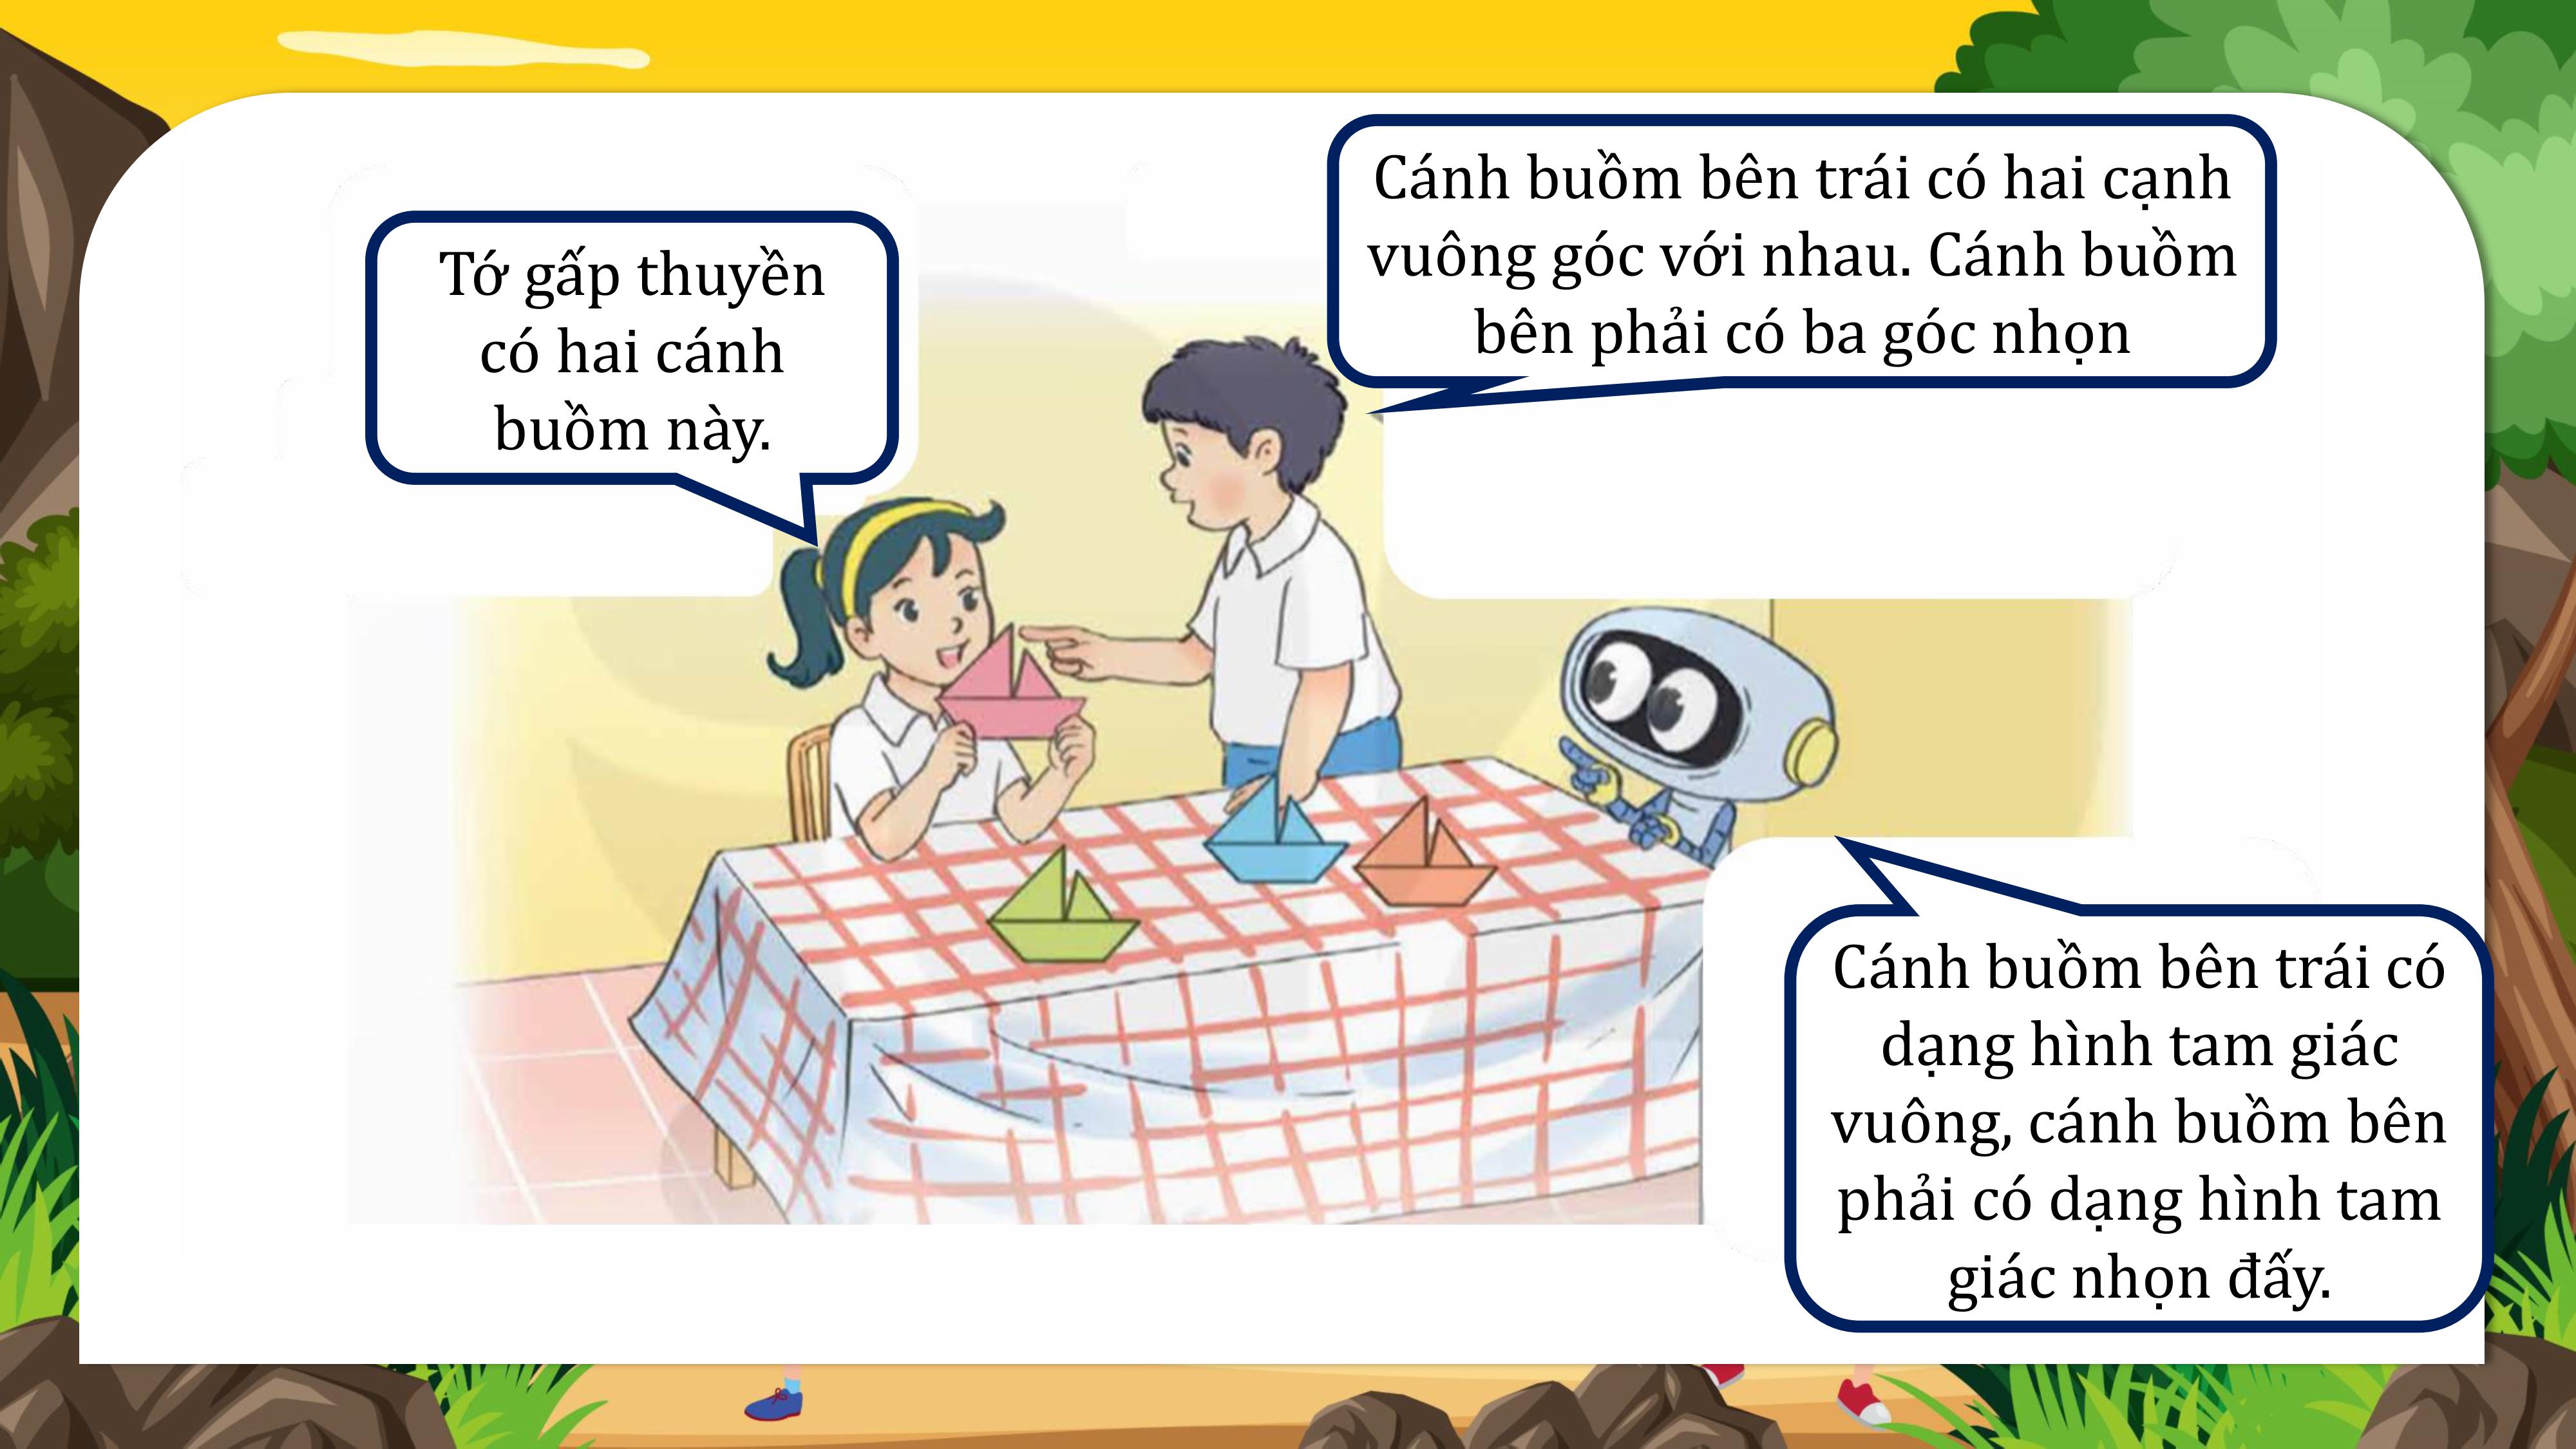 Tớ gấp thuyền
có hai cánh
buồm này.
Cánh buồm bên trái có hai cạnh
vuông góc với nhau. Cánh buồm
bên phải có ba góc nhọn
Cánh buồm bên trái có
dạng hình tam giác
vuông, cánh buồm bên
phải có dạng hình tam
giác nhọn đấy.